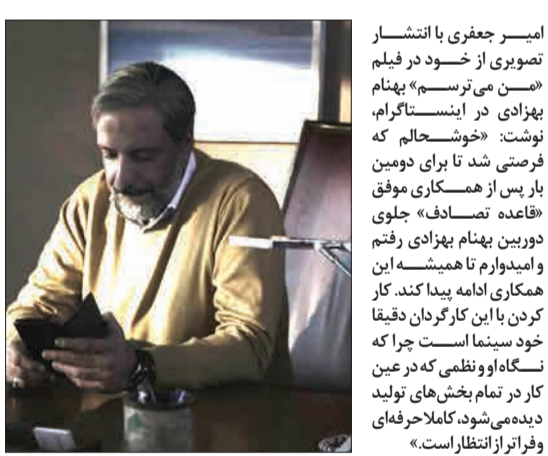 امیر جعفری با انتشار
تصویری از خود در فیلم
«من می‌ترسم» بهنام
بهزادی در اینستاگرام،
نوشت: «خوشحالم که
فرصتی شد تا برای دومین
بار پس از همکاری موفق
«قاعده تصادف» جلوی
دوربین بهنام بهزادی رفتم
و امیدوارم تا همیشه این
همکاری ادامه پیدا کند. کار
کردن با این کارگردان دقیقا
خود سینما است چرا که
نگاه او و نظمی که در عین
کار در تمام بخش‌های تولید
دیده می‌شود، کاملا حرفه‌ای
و فراتر از انتظار است.»